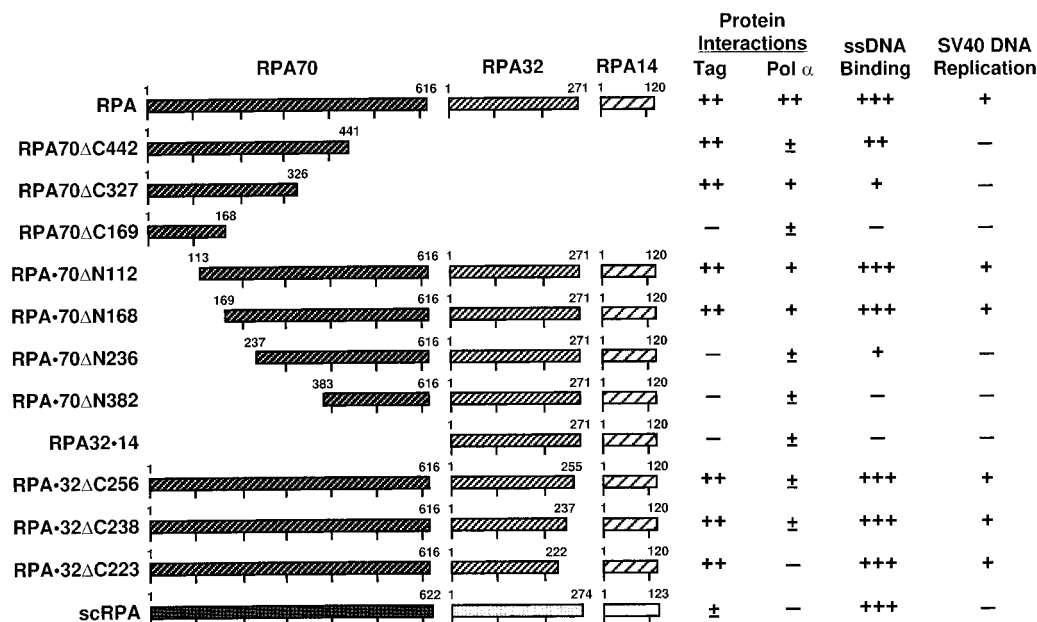 Protein
Interactions ssDNA SV40 DNA
RPA70 RPA32 RPA14 Tag Pol α Binding Replication
1 616 1 271 1 120
RPA ++ ++ +++ +
1 441
RPA70ΔC442 ++ ± ++ −
1 326
RPA70ΔC327 ++ + + −
1 168
RPA70ΔC169 − ± − −
113 616 1 271 1 120
RPA•70ΔN112 ++ + +++ +
169 616 1 271 1 120
RPA•70ΔN168 ++ + +++ +
237 616 1 271 1 120
RPA•70ΔN236 − ± + −
383 616 1 271 1 120
RPA•70ΔN382 − ± − −
1 271 1 120
RPA32•14 − ± − −
1 616 1 255 1 120
RPA•32ΔC256 ++ ± +++ +
1 616 1 237 1 120
RPA•32ΔC238 ++ ± +++ +
1 616 1 222 1 120
RPA•32ΔC223 ++ − +++ +
1 622 1 274 1 123
scRPA ± − +++ −